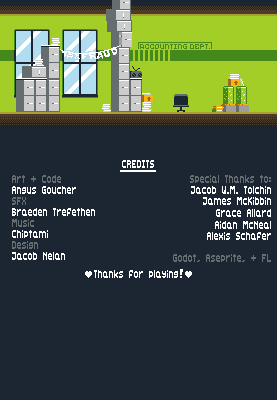 ACCOUNTING DEPT.
CREDITS
Art + Code
Angus Goucher
SFX
Braeden Trefethen
Music
Chiptami
Design
Jacob Nelan
Special Thanks to:
Jacob W.M. Tolchin
James McKibbin
Grace Allard
Aidan McNeal
Alexis Schafer
Godot, Aseprite, + FL
♥Thanks for playing!♥